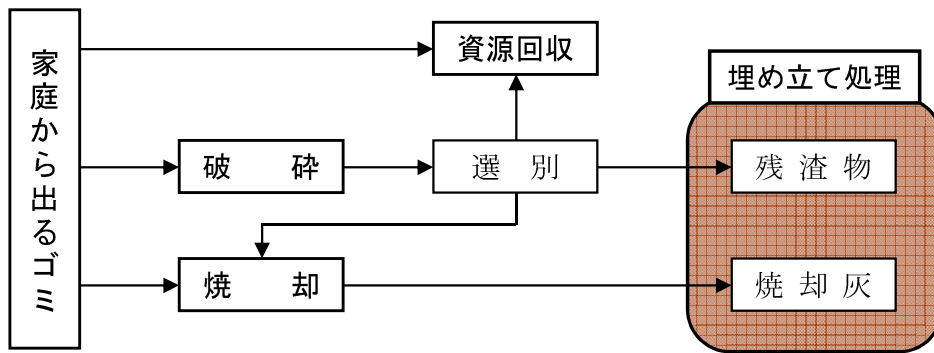 家庭から出るゴミ
資源回収
埋め立て処理
破 砕
選 別
残 渣 物
焼 却
焼 却 灰